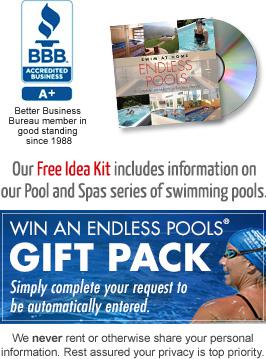 BBB
ACCREDITED
BUSINESS
A+
Better Business
Bureau member in
good standing
since 1988
SWIM AT HOME
ENDLESS
POOLS
Our Free Idea Kit includes information on
our Pool and Spas series of swimming pools.
WIN AN ENDLESS POOLS®
GIFT PACK
Simply complete your request to
be automatically entered.
We never rent or otherwise share your personal
information. Rest assured your privacy is top priority.